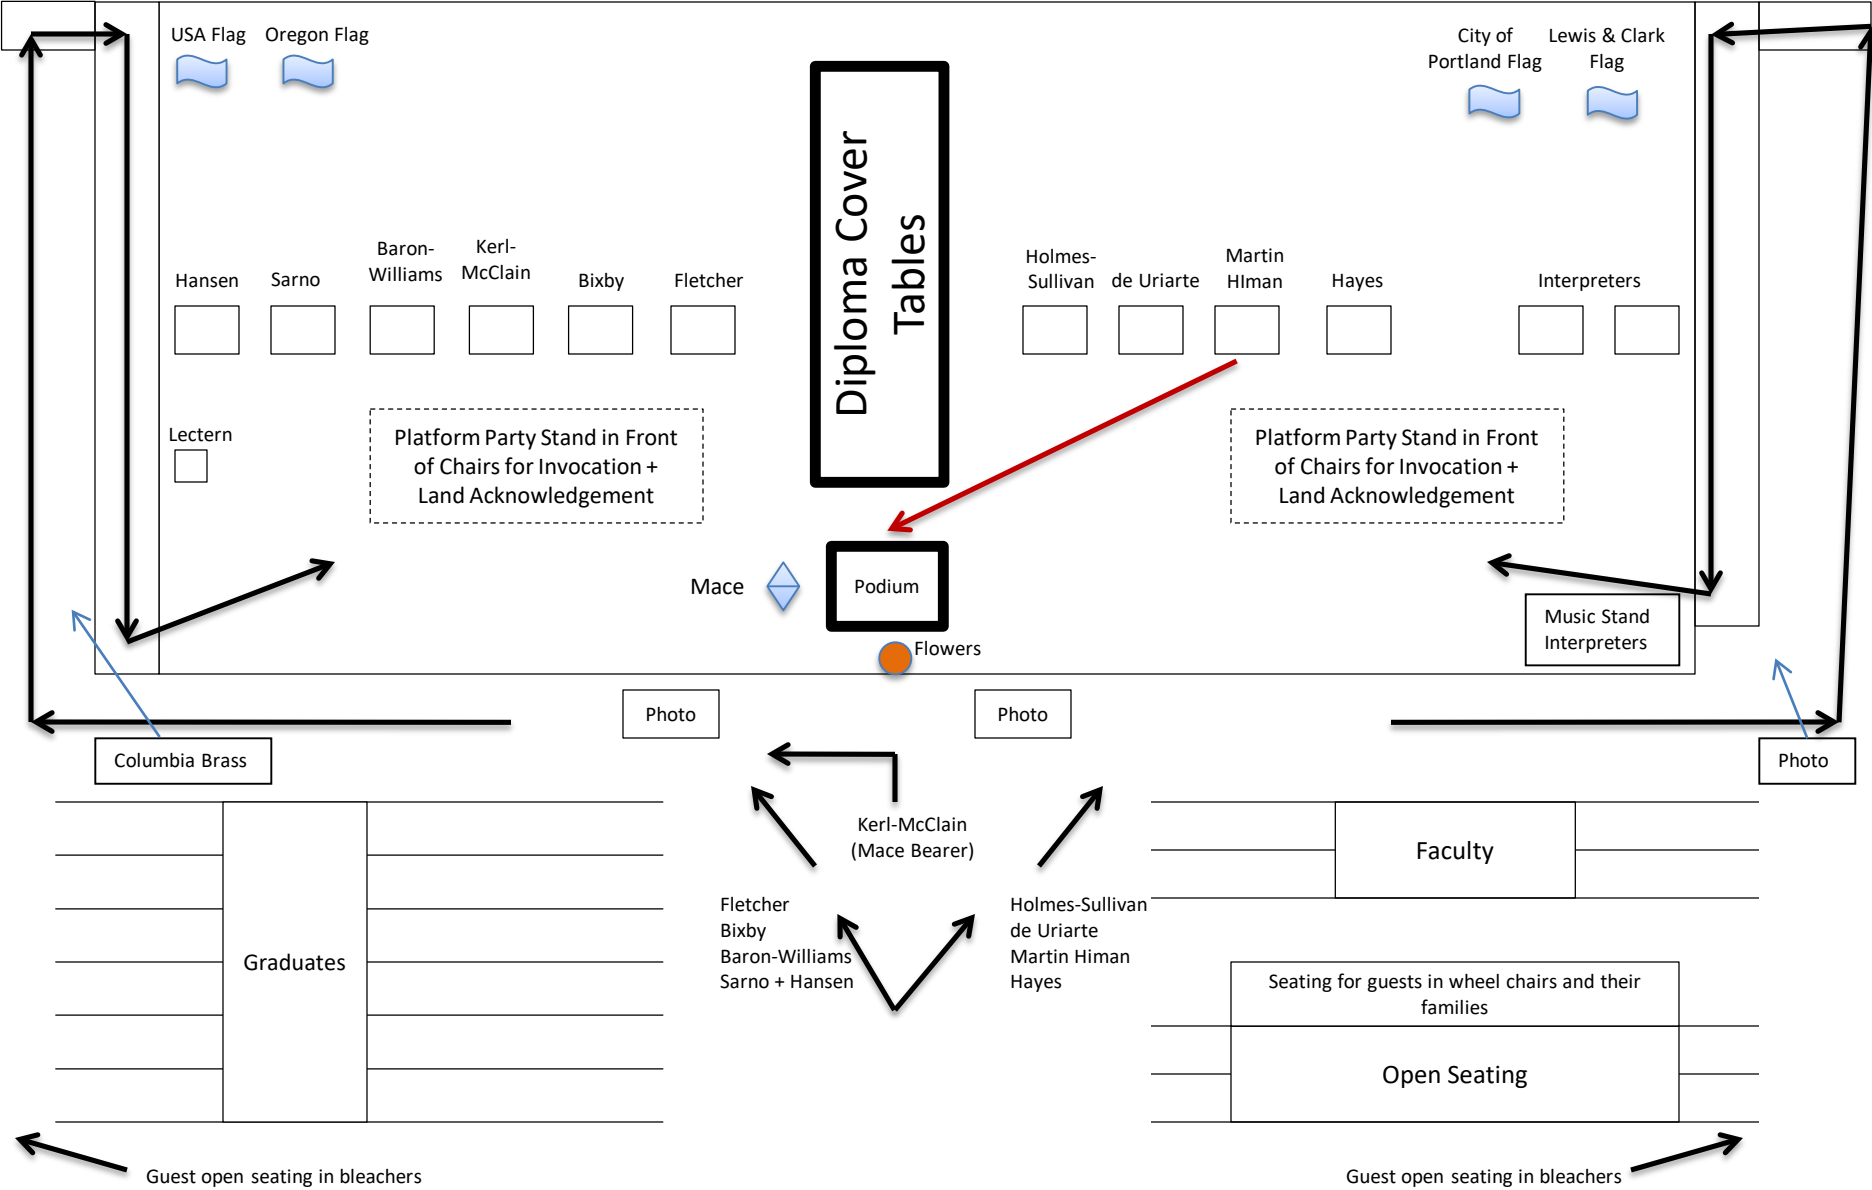 USA Flag
Oregon Flag
City of
Portland Flag
Lewis & Clark
Flag
Diploma Cover
Tables
Hansen
Sarno
Baron-
Williams
Kerl-
McClain
Bixby
Fletcher
Holmes-
Sullivan
de Uriarte
Martin
HIman
Hayes
Interpreters
Lectern
Platform Party Stand in Front
of Chairs for Invocation +
Land Acknowledgement
Platform Party Stand in Front
of Chairs for Invocation +
Land Acknowledgement
Mace
Podium
Flowers
Music Stand
Interpreters
Photo
Photo
Columbia Brass
Photo
Kerl-McClain
(Mace Bearer)
Fletcher
Bixby
Baron-Williams
Sarno + Hansen
Holmes-Sullivan
de Uriarte
Martin Himan
Hayes
Graduates
Faculty
Seating for guests in wheel chairs and their
families
Open Seating
Guest open seating in bleachers
Guest open seating in bleachers